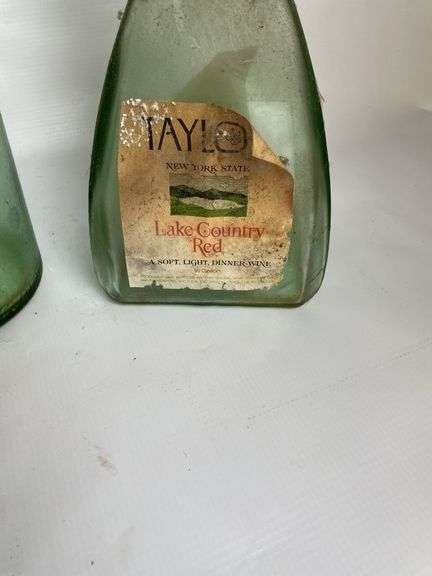 TAYLO
NEW YORK STATE
Lake Country
Red
A SOFT, LIGHT, DINNER WINE